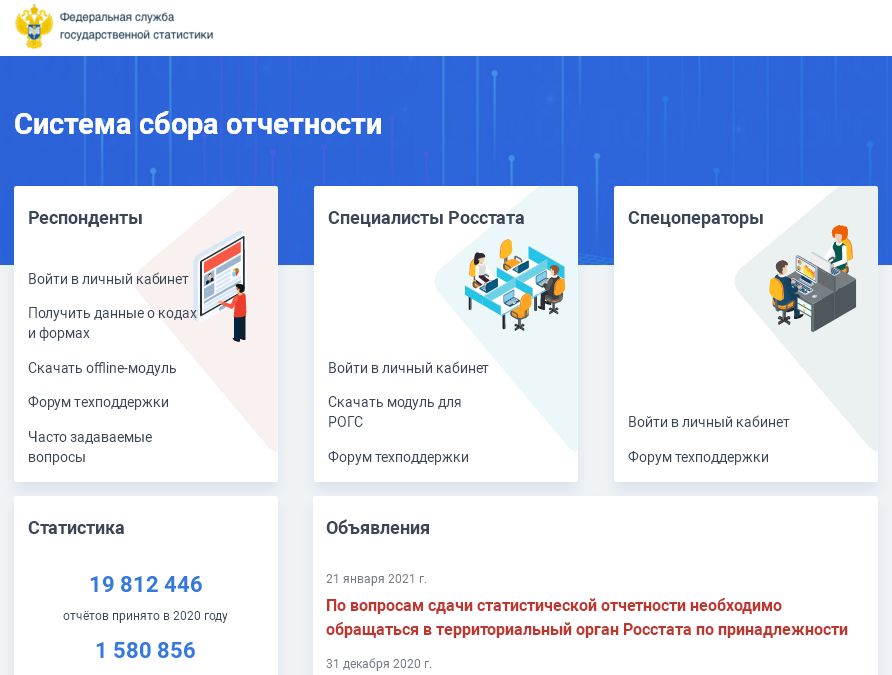 Федеральная служба
государственной статистики
Система сбора отчетности
Респонденты
Войти в личный кабинет
Получить данные о кодах
и формах
Скачать offline-модуль
Форум техподдержки
Часто задаваемые
вопросы
Специалисты Росстата
Войти в личный кабинет
Скачать модуль для
РОГС
Форум техподдержки
Спецоператоры
Войти в личный кабинет
Форум техподдержки
Статистика
19 812 446
отчётов принято в 2020 году
1 580 856
Объявления
21 января 2021 г.
По вопросам сдачи статистической отчетности необходимо
обращаться в территориальный орган Росстата по принадлежности
31 декабря 2020 г.